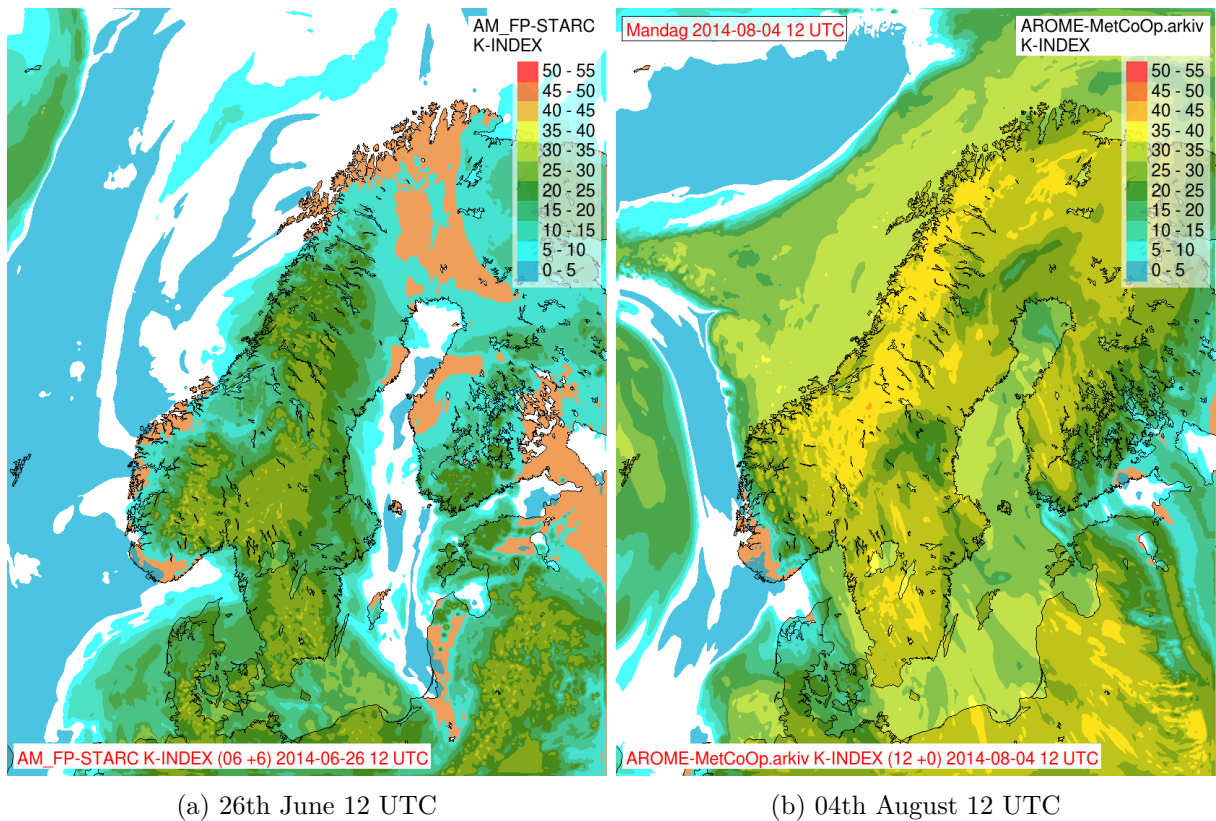 AM_FP-STARC
K-INDEX
50 - 55
45 - 50
40 - 45
35 - 40
30 - 35
25 - 30
20 - 25
15 - 20
10 - 15
5 - 10
0 - 5
AM_FP-STARC K-INDEX (06 +6) 2014-06-26 12 UTC
(a) 26th June 12 UTC
Mandag 2014-08-04 12 UTC
AROME-MetCoOp.arkiv
K-INDEX
50 - 55
45 - 50
40 - 45
35 - 40
30 - 35
25 - 30
20 - 25
15 - 20
10 - 15
5 - 10
0 - 5
AROME-MetCoOp.arkiv K-INDEX (12 +0) 2014-08-04 12 UTC
(b) 04th August 12 UTC